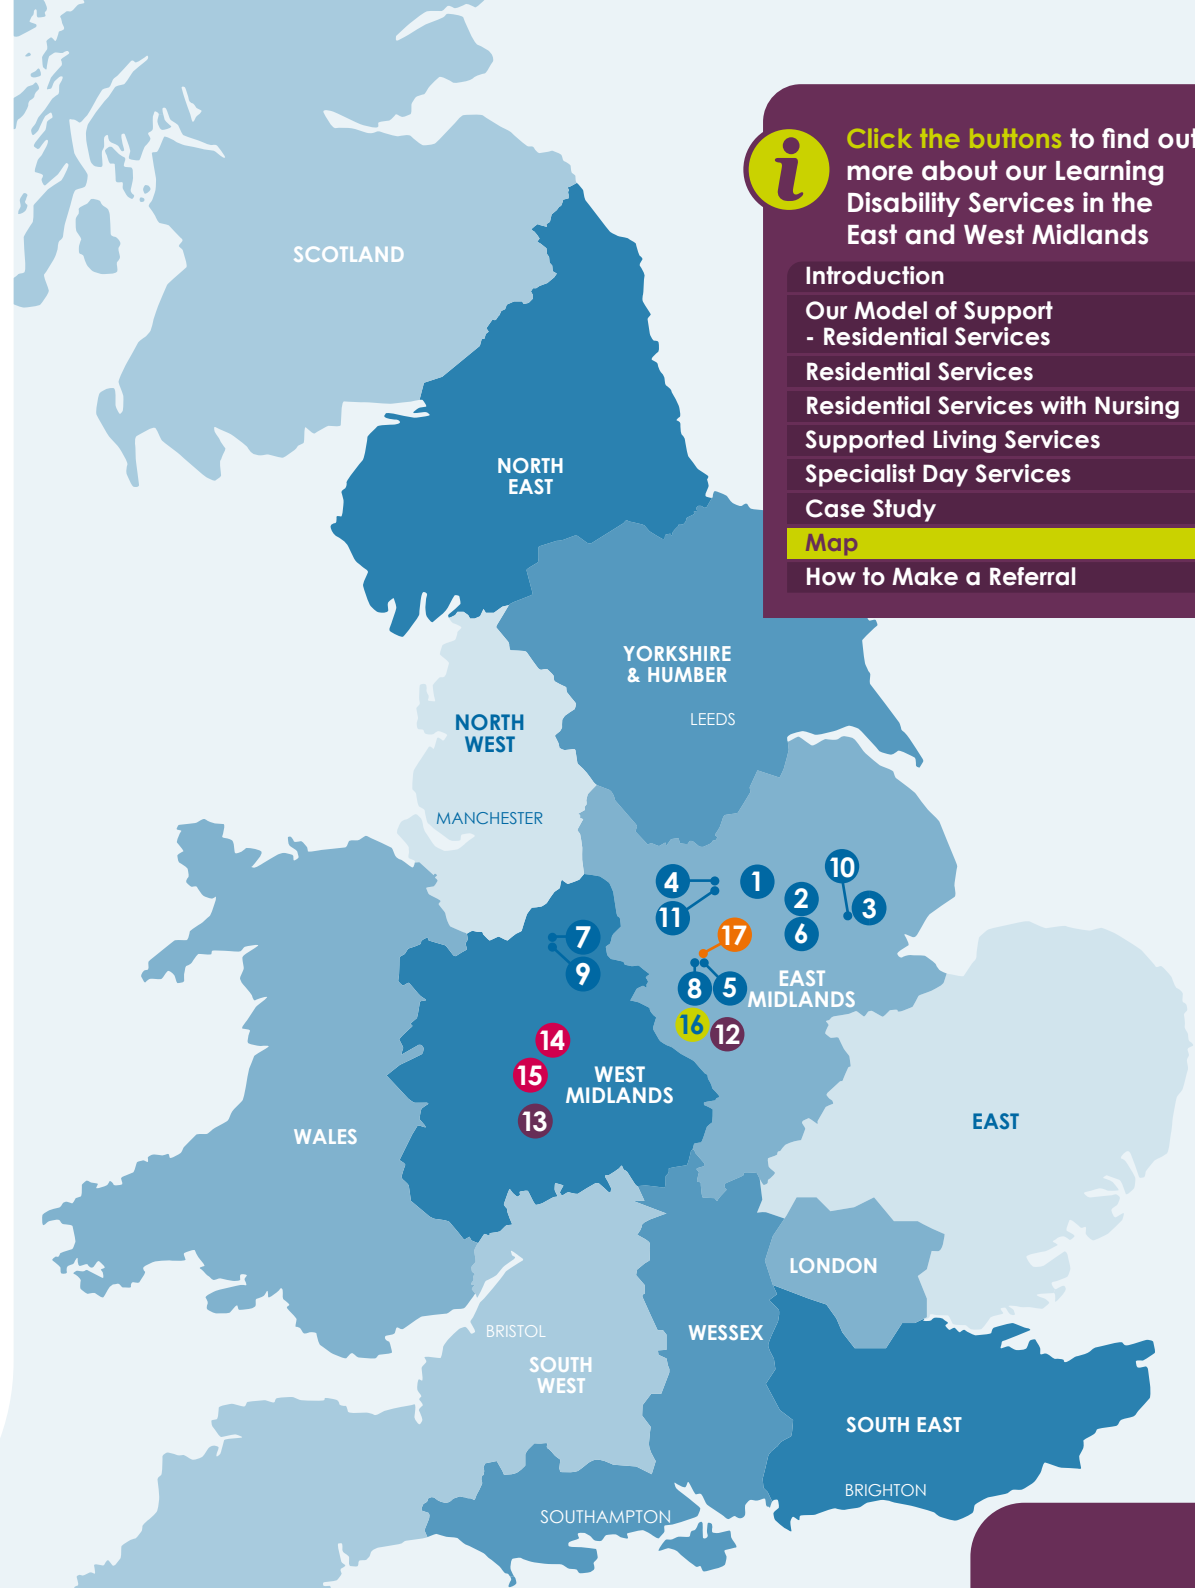 Click the buttons to find out
more about our Learning
Disability Services in the
East and West Midlands
i
Introduction
Our Model of Support
- Residential Services
Residential Services
Residential Services with Nursing
Supported Living Services
Specialist Day Services
Case Study
Map
How to Make a Referral
SCOTLAND
NORTH
EAST
YORKSHIRE
& HUMBER
LEEDS
NORTH
WEST
MANCHESTER
4
1
10
2
3
11
17
6
7
9
8
5
EAST
MIDLANDS
16
12
14
15
WEST
MIDLANDS
13
WALES
EAST
LONDON
BRISTOL
WESSEX
SOUTH
WEST
SOUTH EAST
BRIGHTON
SOUTHAMPTON